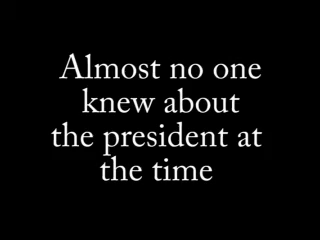 Almost no one
knew about
the president at
the time